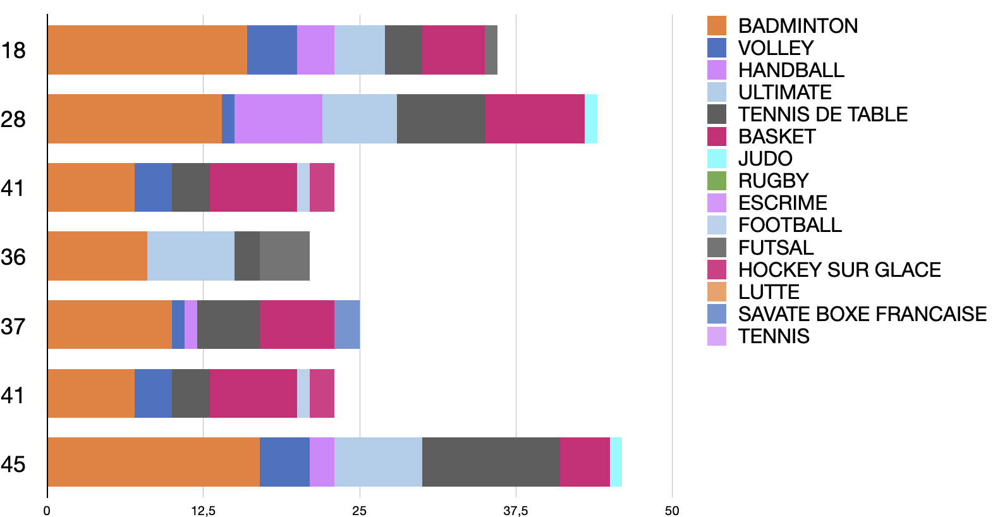 18
28
41
36
37
41
45
0 12,5 25 37,5 50
BADMINTON
VOLLEY
HANDBALL
ULTIMATE
TENNIS DE TABLE
BASKET
JUDO
RUGBY
ESCRIME
FOOTBALL
FUTSAL
HOCKEY SUR GLACE
LUTTE
SAVATE BOXE FRANCAISE
TENNIS